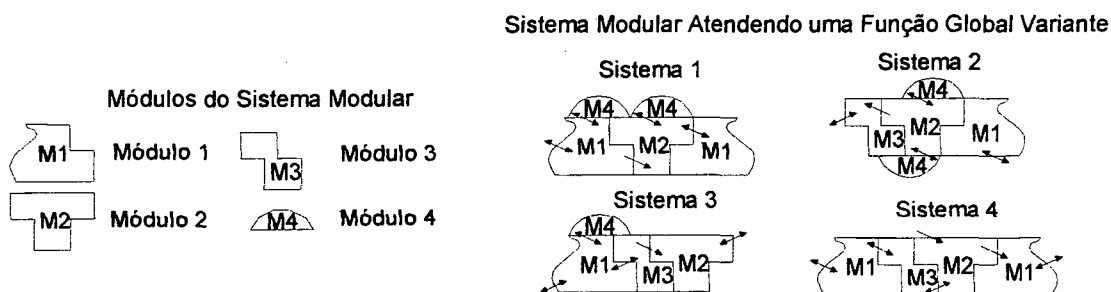 Sistema Modular Atendendo uma Função Global Variante
Módulos do Sistema Modular
M1 Módulo 1
M3 Módulo 3
M2 Módulo 2
M4 Módulo 4
Sistema 1
M4 M4
M1 M2 M1
Sistema 2
M4
M3 M2 M1
M4
Sistema 3
M4
M1 M3 M2
Sistema 4
M1 M3 M2 M1